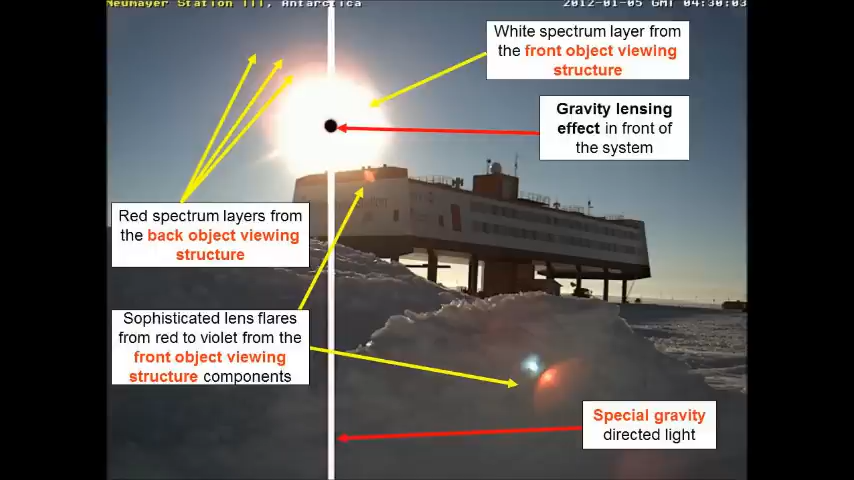 Neumayer Station III, Antarctica
2012-01-05 GMT 04:30:03
White spectrum layer from
the front object viewing
structure
Gravity lensing
effect in front of
the system
Red spectrum layers from
the back object viewing
structure
Sophisticated lens flares
from red to violet from the
front object viewing
structure components
Special gravity
directed light